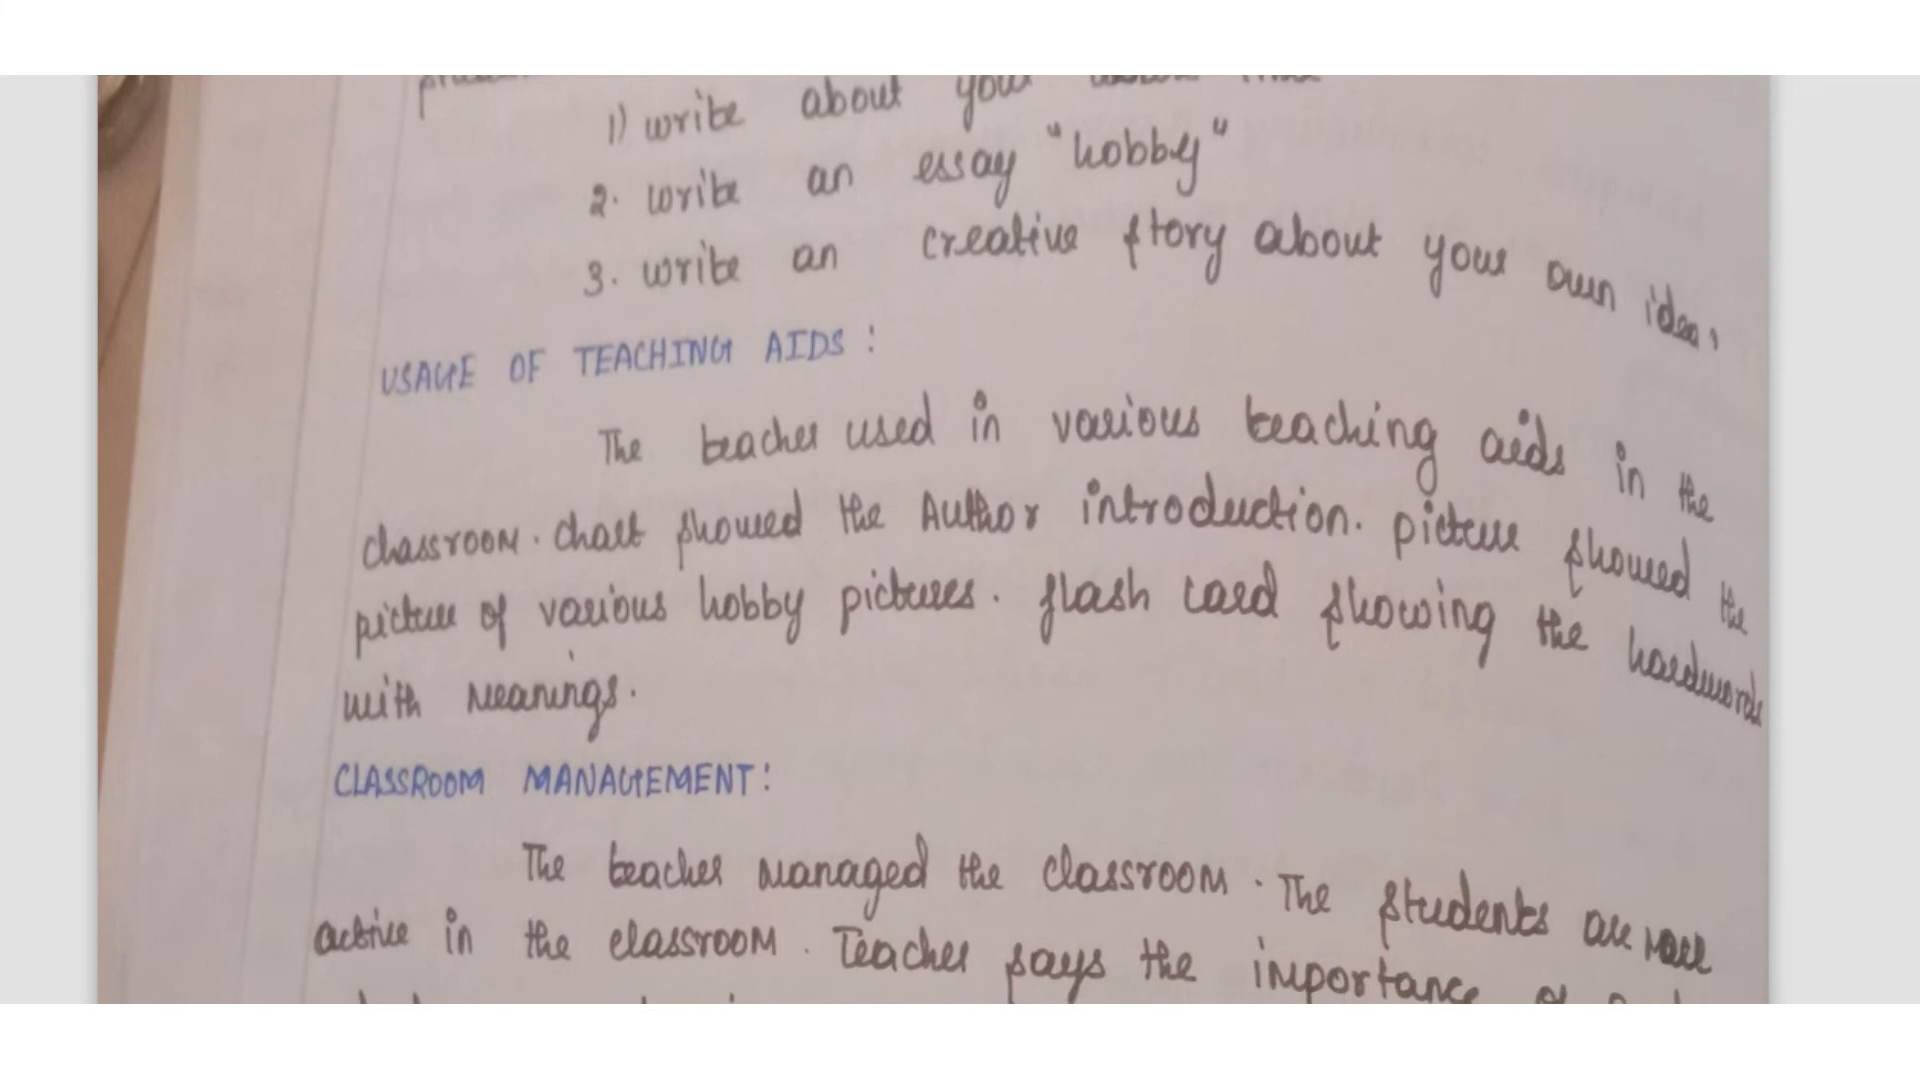 1) write about your
2. write an essay "hobby"
3. write an creative story about your own idea.
USAGE OF TEACHING AIDS :
The teacher used in various teaching aids in the
classroom. chart showed the Author introduction. picture showed the
picture of various hobby pictures. flash card showing the hardwords
with meanings.
CLASSROOM MANAGEMENT :
The teacher managed the classroom. The students are more
active in the classroom. Teacher says the importance of